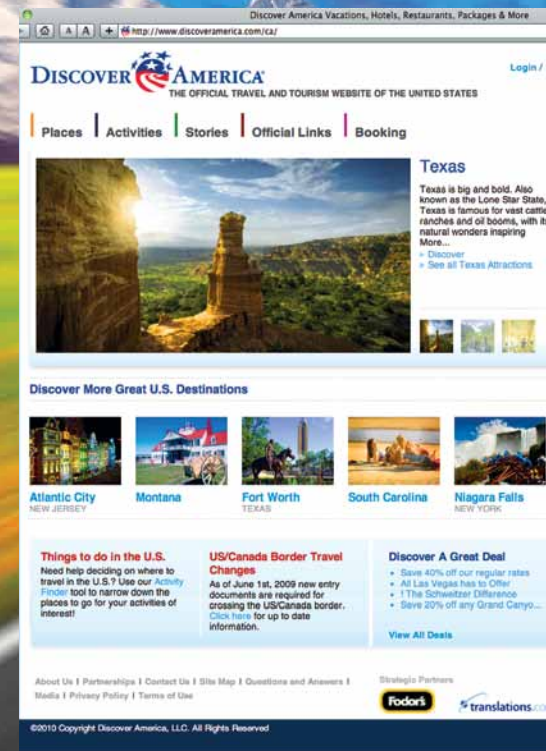 Discover America Vacations, Hotels, Restaurants, Packages & More
A A + http://www.discoveramerica.com/ca/
Login /
DISCOVER AMERICA
THE OFFICIAL TRAVEL AND TOURISM WEBSITE OF THE UNITED STATES
Places Activities Stories Official Links Booking
Texas
Texas is big and bold. Also
known as the Lone Star State,
Texas is famous for vast cattle
ranches and oil booms, with its
natural wonders inspiring
More...
» Discover
» See all Texas Attractions
Discover More Great U.S. Destinations
Atlantic City
NEW JERSEY
Montana
Fort Worth
TEXAS
South Carolina
Niagara Falls
NEW YORK
Things to do in the U.S.
Need help deciding on where to
travel in the U.S.? Use our Activity
Finder tool to narrow down the
places to go for your activities of
interest!
US/Canada Border Travel
Changes
As of June 1st, 2009 new entry
documents are required for
crossing the US/Canada border.
Click here for up to date
information.
Discover A Great Deal
• Save 40% off our regular rates
• All Las Vegas has to Offer
• ! The Schweitzer Difference
• Save 20% off any Grand Canyo...
View All Deals
About Us | Partnerships | Contact Us | Site Map | Questions and Answers |
Media | Privacy Policy | Terms of Use
Strategic Partners
Fodor's
translations.co
©2010 Copyright Discover America, LLC. All Rights Reserved